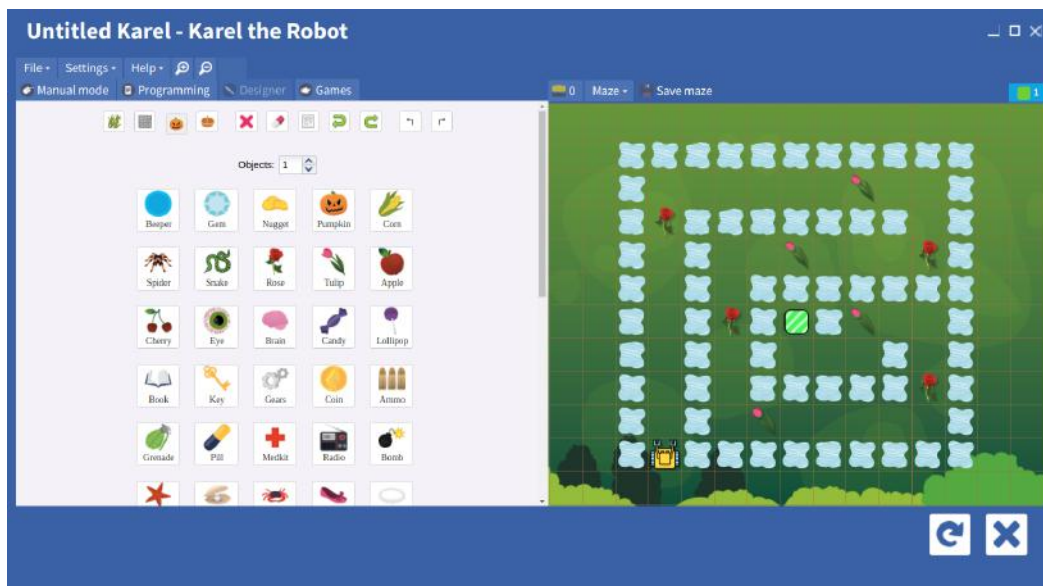 Untitled Karel - Karel the Robot
File Settings Help
Manual mode Programming Designer Games
0 Maze Save maze 1
Objects: 1
Beeper Gem Nugget Pumpkin Corn
Spider Snake Rose Tulip Apple
Cherry Eye Brain Candy Lollipop
Book Key Gears Coin Ammo
Grenade Pill Medkit Radio Bomb